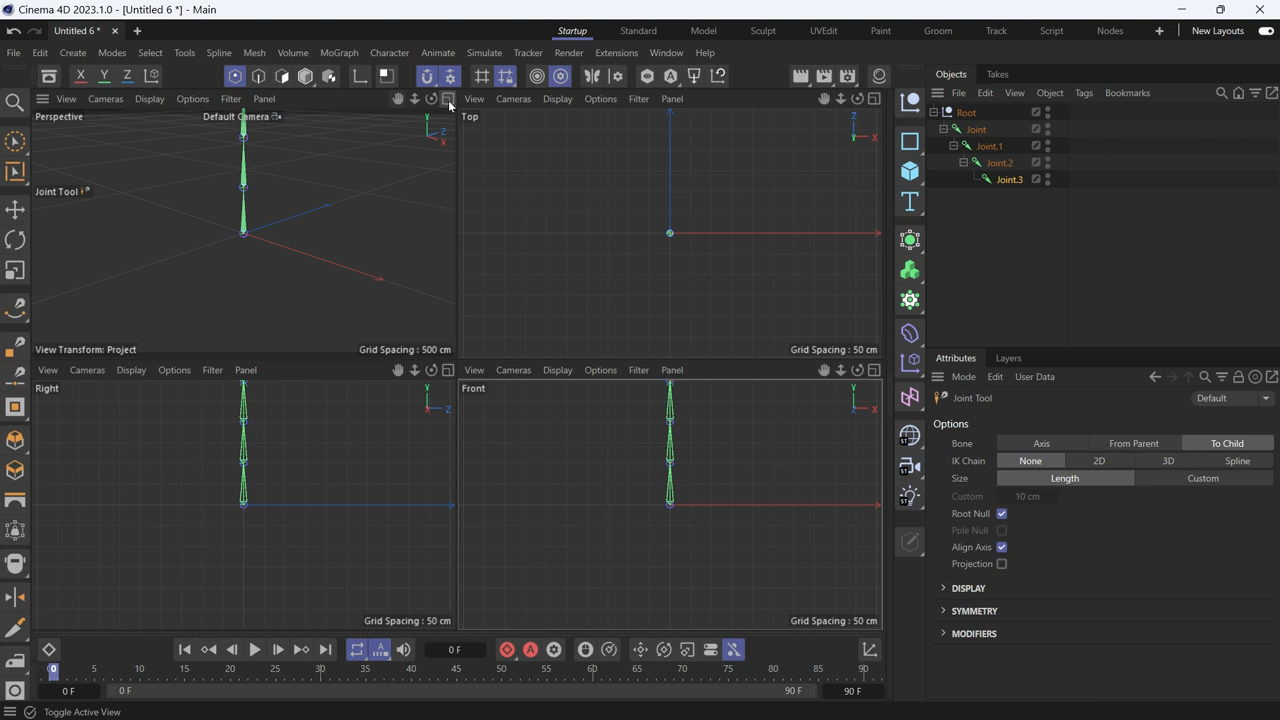 Cinema 4D 2023.1.0 - [Untitled 6 *] - Main
Untitled 6 * Startup Standard Model Sculpt UVEdit Paint Groom Track Script Nodes New Layouts
File Edit Create Modes Select Tools Spline Mesh Volume MoGraph Character Animate Simulate Tracker Render Extensions Window Help
X Y Z
Objects Takes
View Cameras Display Options Filter Panel
View Cameras Display Options Filter Panel
File Edit View Object Tags Bookmarks
Perspective Default Camera
Y Z X
Top
Z X
Root
Joint
Joint.1
Joint.2
Joint.3
Joint Tool
View Transform: Project Grid Spacing : 500 cm
Grid Spacing : 50 cm
Attributes Layers
View Cameras Display Options Filter Panel
View Cameras Display Options Filter Panel
Mode Edit User Data
Right
Y X Z
Front
Y Z X
Joint Tool Default
Options
Bone Axis From Parent To Child
IK Chain None 2D 3D Spline
Size Length Custom
Custom 10 cm
Root Null
Pole Null
Align Axis
Projection
DISPLAY
SYMMETRY
MODIFIERS
ST
ST
ST
Grid Spacing : 50 cm
Grid Spacing : 50 cm
0 F
0 5 10 15 20 25 30 35 40 45 50 55 60 65 70 75 80 85 90
0 F 0 F 90 F 90 F
Toggle Active View